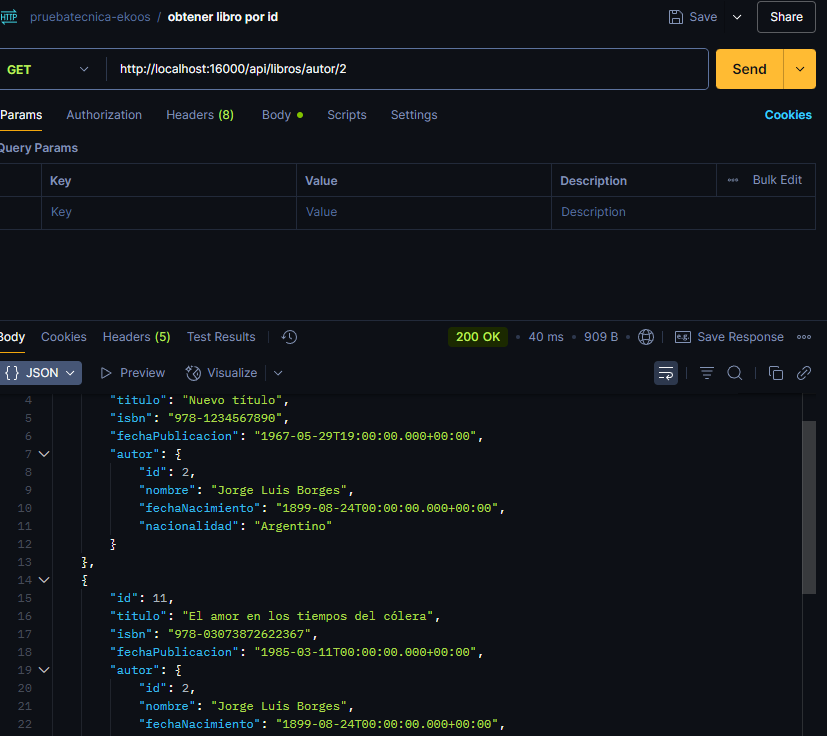 HTTP pruebatecnica-ekoos / obtener libro por id Save Share
GET http://localhost:16000/api/libros/autor/2 Send
Params Authorization Headers (8) Body Scripts Settings Cookies
Query Params
Key Value Description Bulk Edit
Key Value Description
Body Cookies Headers (5) Test Results 200 OK 40 ms 909 B e.g. Save Response
{} JSON Preview Visualize
4 "titulo": "Nuevo título",
5 "isbn": "978-1234567890",
6 "fechaPublicacion": "1967-05-29T19:00:00.000+00:00",
7 "autor": {
8 "id": 2,
9 "nombre": "Jorge Luis Borges",
10 "fechaNacimiento": "1899-08-24T00:00:00.000+00:00",
11 "nacionalidad": "Argentino"
12 }
13 },
14 {
15 "id": 11,
16 "titulo": "El amor en los tiempos del cólera",
17 "isbn": "978-03073872622367",
18 "fechaPublicacion": "1985-03-11T00:00:00.000+00:00",
19 "autor": {
20 "id": 2,
21 "nombre": "Jorge Luis Borges",
22 "fechaNacimiento": "1899-08-24T00:00:00.000+00:00",